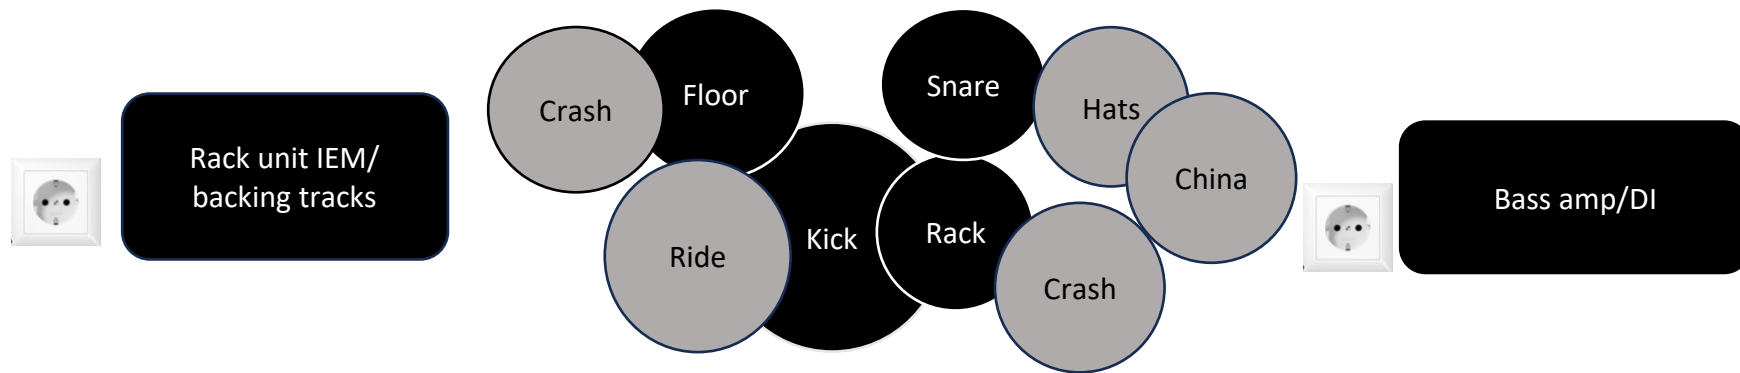 Rack unit IEM/
backing tracks
Crash
Floor
Snare
Hats
China
Ride
Kick
Rack
Crash
Bass amp/DI